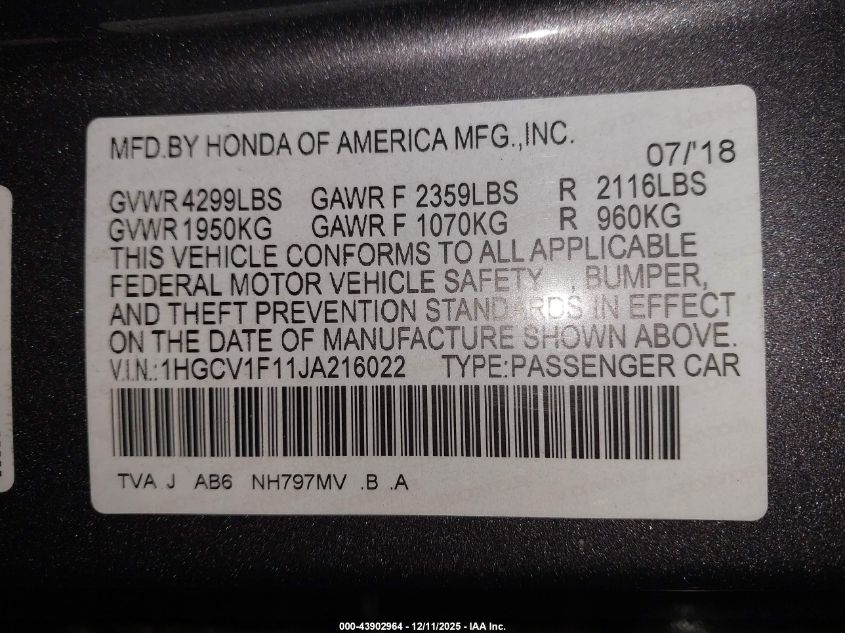 MFD.BY HONDA OF AMERICA MFG.,INC.
07/'18
GVWR 4299LBS GAWR F 2359LBS R 2116LBS
GVWR 1950KG GAWR F 1070KG R 960KG
THIS VEHICLE CONFORMS TO ALL APPLICABLE
FEDERAL MOTOR VEHICLE SAFETY , BUMPER,
AND THEFT PREVENTION STANDARDS IN EFFECT
ON THE DATE OF MANUFACTURE SHOWN ABOVE.
V.I.N.:1HGCV1F11JA216022 TYPE:PASSENGER CAR
TVA J AB6 NH797MV .B .A
000-43902964 - 12/11/2025 - IAA Inc.